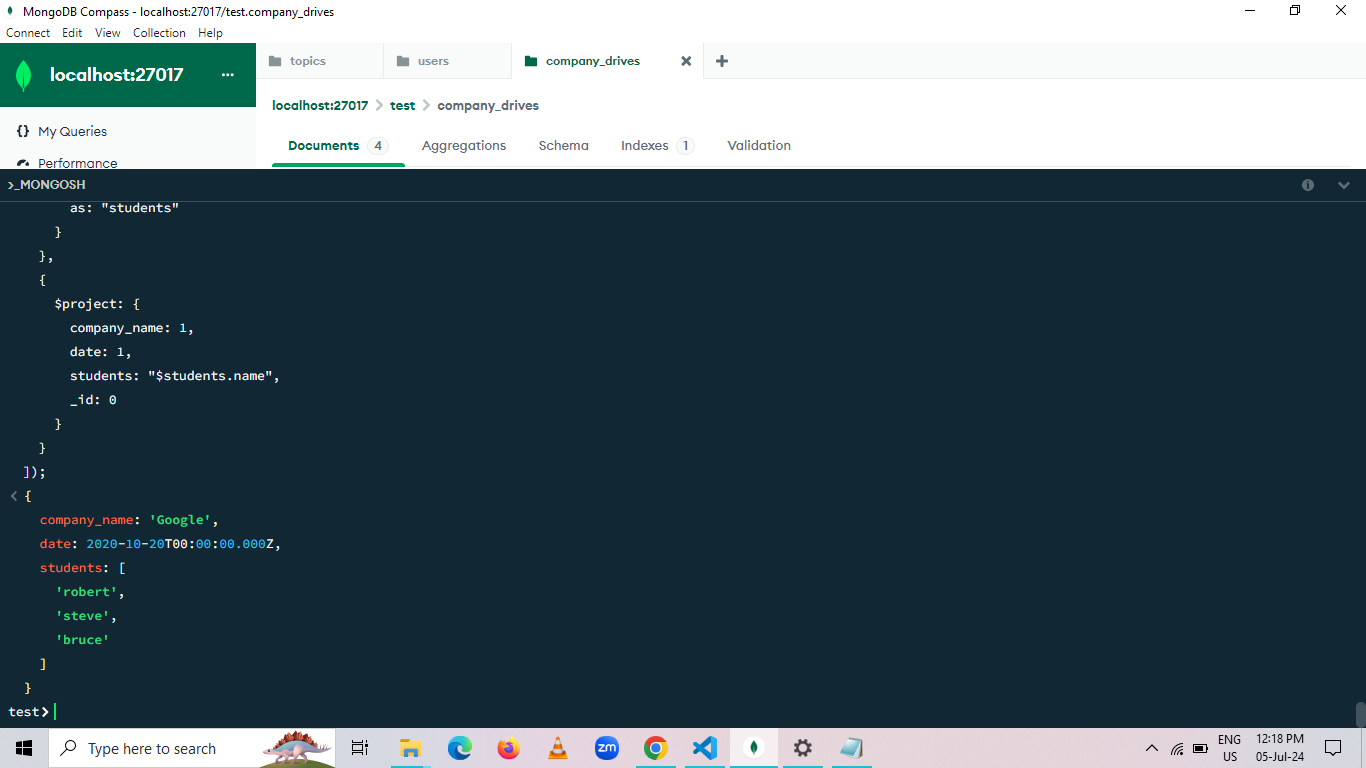 MongoDB Compass - localhost:27017/test.company_drives
Connect Edit View Collection Help
localhost:27017 ...
topics
users
company_drives
localhost:27017 > test > company_drives
{} My Queries
Performance
Documents 4 Aggregations Schema Indexes 1 Validation
>_MONGOSH
as: "students"
}
},
{
$project: {
company_name: 1,
date: 1,
students: "$students.name",
_id: 0
}
}
]);
< {
company_name: 'Google',
date: 2020-10-20T00:00:00.000Z,
students: [
'robert',
'steve',
'bruce'
]
}
test>
Type here to search
zm
ENG
US
12:18 PM
05-Jul-24